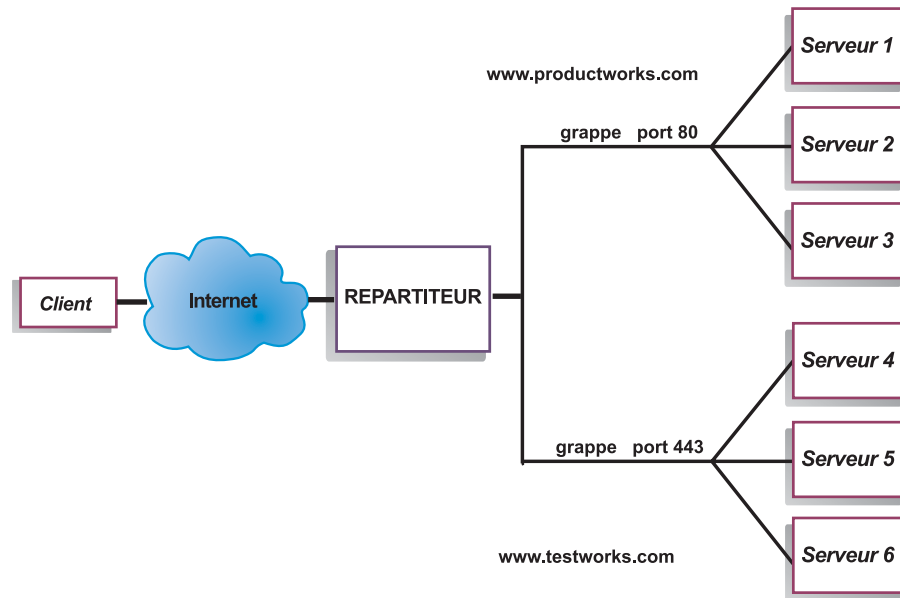 Serveur 1
www.productworks.com
grappe port 80
Serveur 2
Serveur 3
Client
Internet
REPARTITEUR
Serveur 4
grappe port 443
Serveur 5
www.testworks.com
Serveur 6